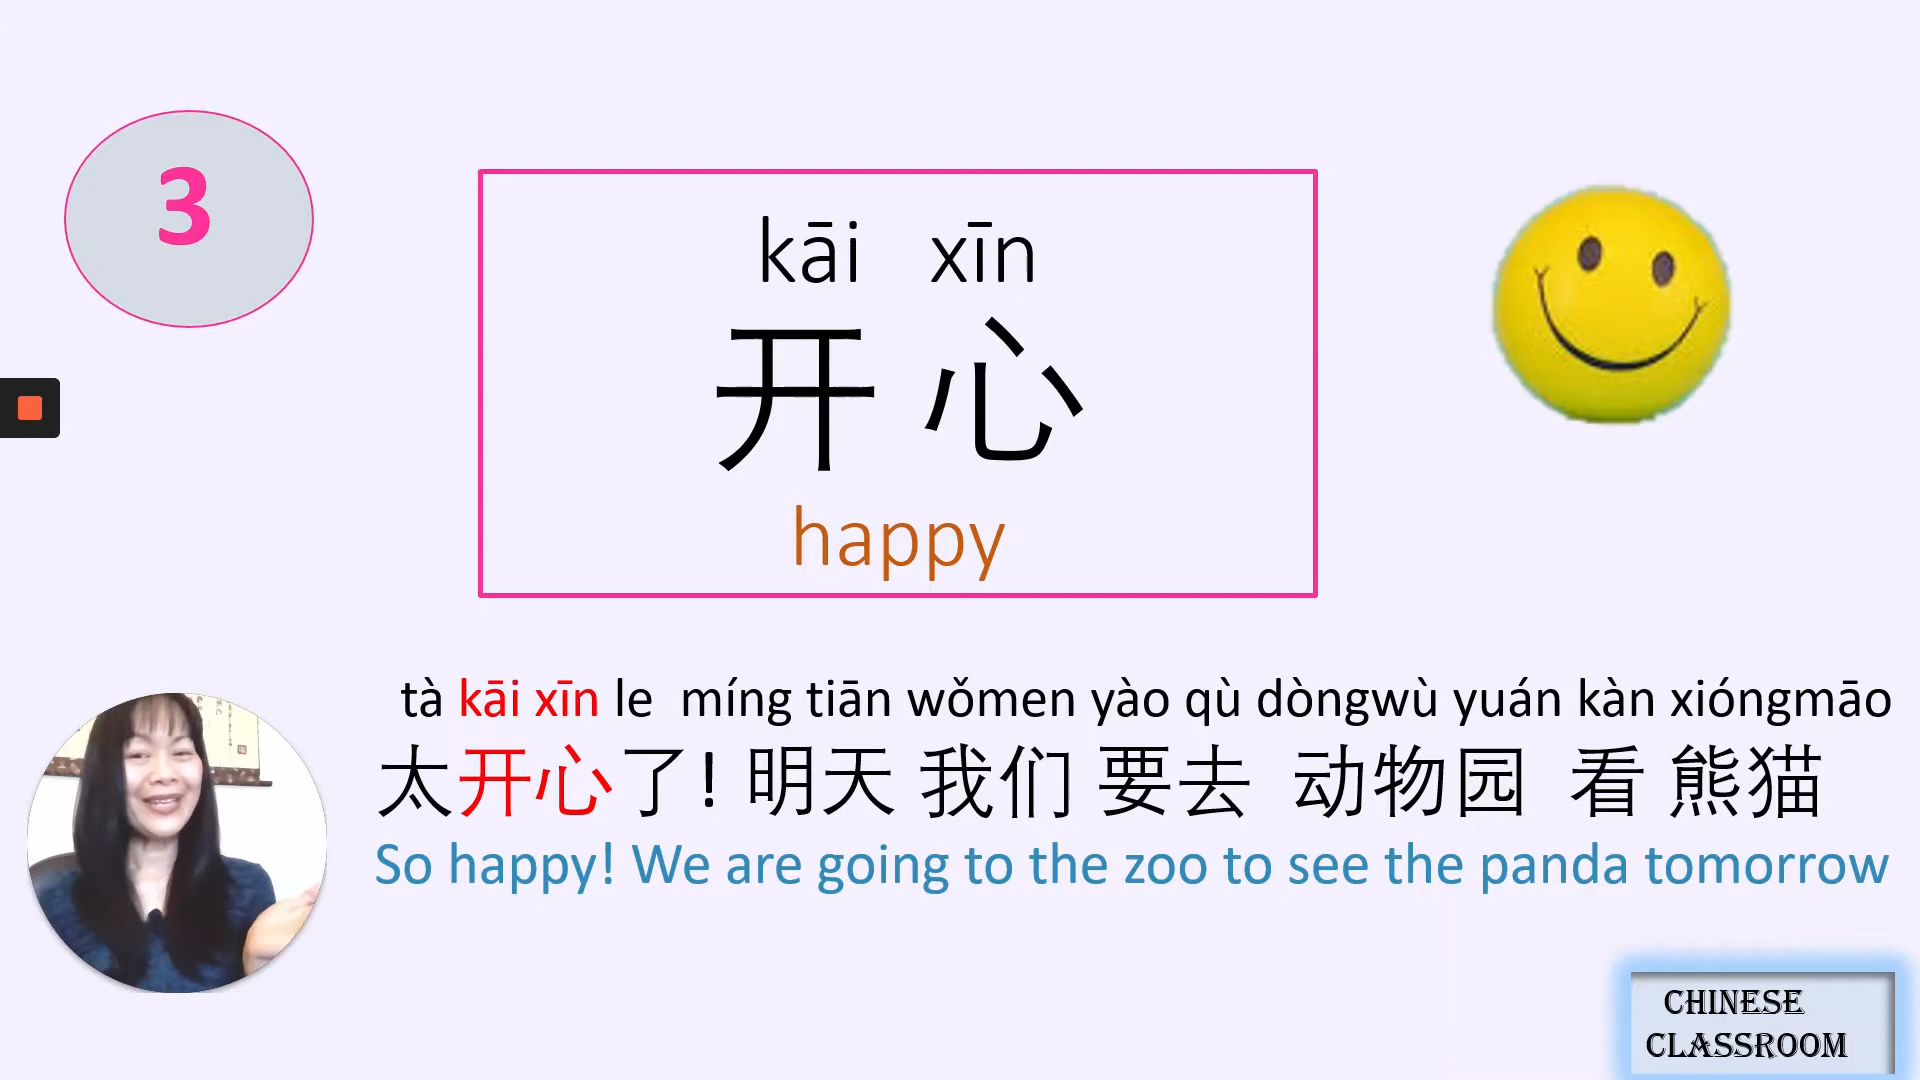 3
kāi xīn
开心
happy
tà kāi xīn le míng tiān wǒmen yào qù dòngwù yuán kàn xióngmāo
太开心了! 明天 我们 要去 动物园 看 熊猫
So happy! We are going to the zoo to see the panda tomorrow
CHINESE
CLASSROOM